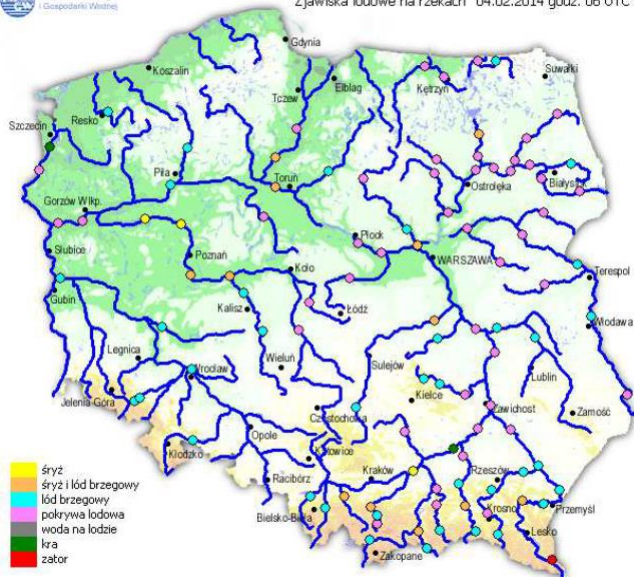 i Gospodarki Wodnej
Zjawiska lodowe na rzekach 04.02.2014 godz. 06 UTC
Gdynia
Koszalin
Suwałki
Elbląg
Kętrzyn
Tczew
Resko
Szczecin
Piła
Toruń
Ostrołęka
Białystok
Gorzów Wlkp.
Płock
Słubice
Poznań
WARSZAWA
Koło
Terespol
Gubin
Kalisz
Łódź
Włodawa
Legnica
Wieluń
Sulejów
Wrocław
Lublin
Jelenia Góra
Kielce
Zawichost
Zamość
Częstochowa
Opole
Kłodzko
Katowice
Racibórz
Kraków
Rzeszów
Bielsko-Biała
Krosno
Przemyśl
Lesko
Zakopane
śryż
śryż i lód brzegowy
lód brzegowy
pokrywa lodowa
woda na lodzie
kra
zator